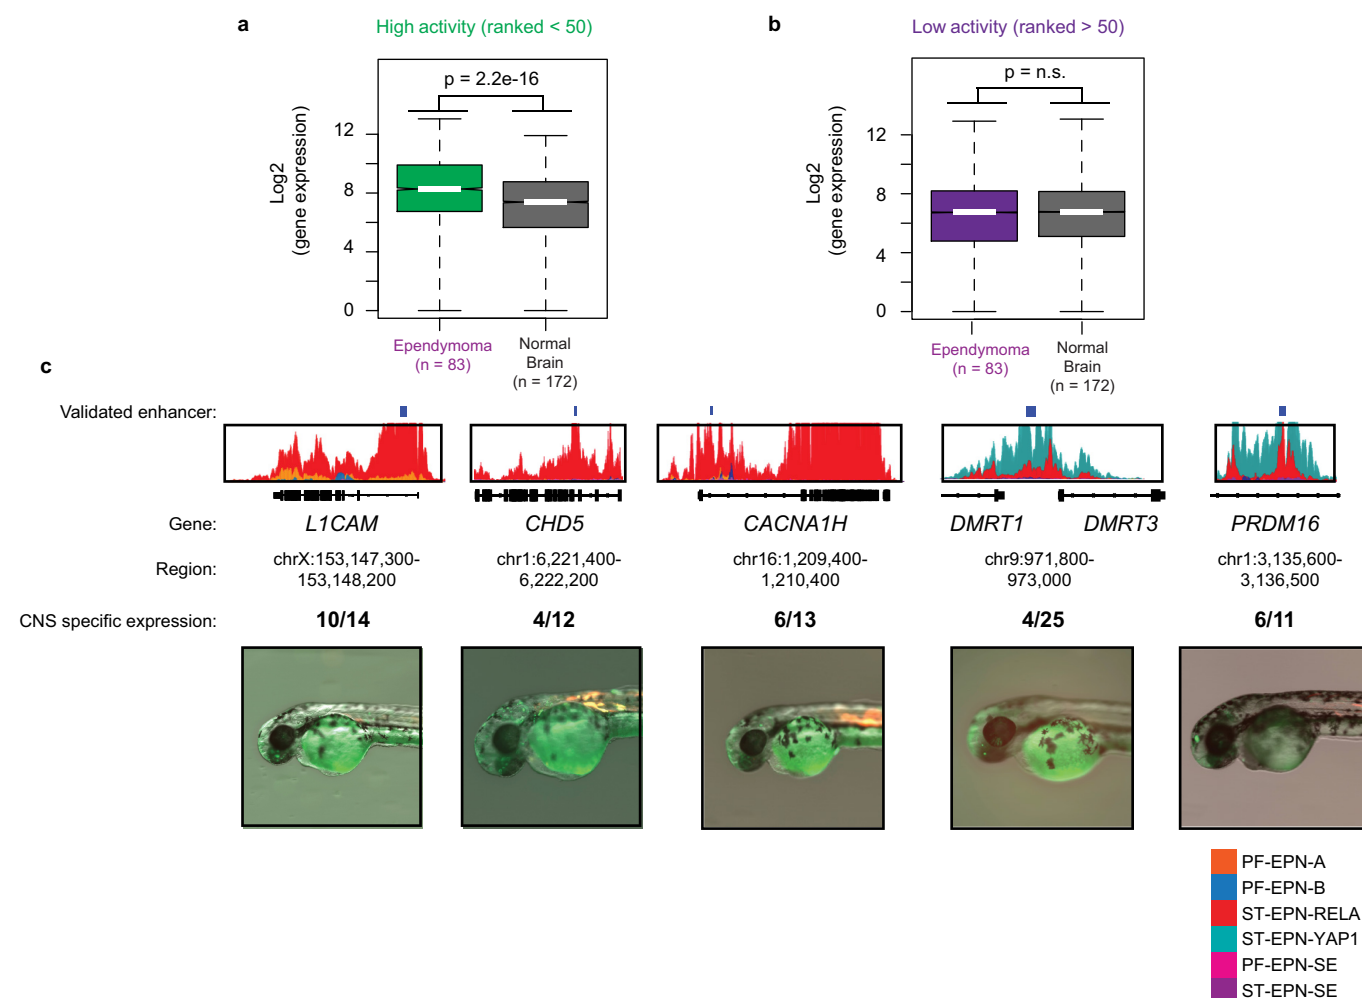 a
High activity (ranked < 50)
p = 2.2e-16
Log2
(gene expression)
12
8
4
0
Ependymoma
(n = 83)
Normal
Brain
(n = 172)
b
Low activity (ranked > 50)
p = n.s.
Log2
(gene expression)
12
8
4
0
Ependymoma
(n = 83)
Normal
Brain
(n = 172)
c
Validated enhancer:
Gene: L1CAM CHD5 CACNA1H DMRT1 DMRT3 PRDM16
Region:
chrX:153,147,300-
153,148,200
chr1:6,221,400-
6,222,200
chr16:1,209,400-
1,210,400
chr9:971,800-
973,000
chr1:3,135,600-
3,136,500
CNS specific expression: 10/14 4/12 6/13 4/25 6/11
PF-EPN-A
PF-EPN-B
ST-EPN-RELA
ST-EPN-YAP1
PF-EPN-SE
ST-EPN-SE